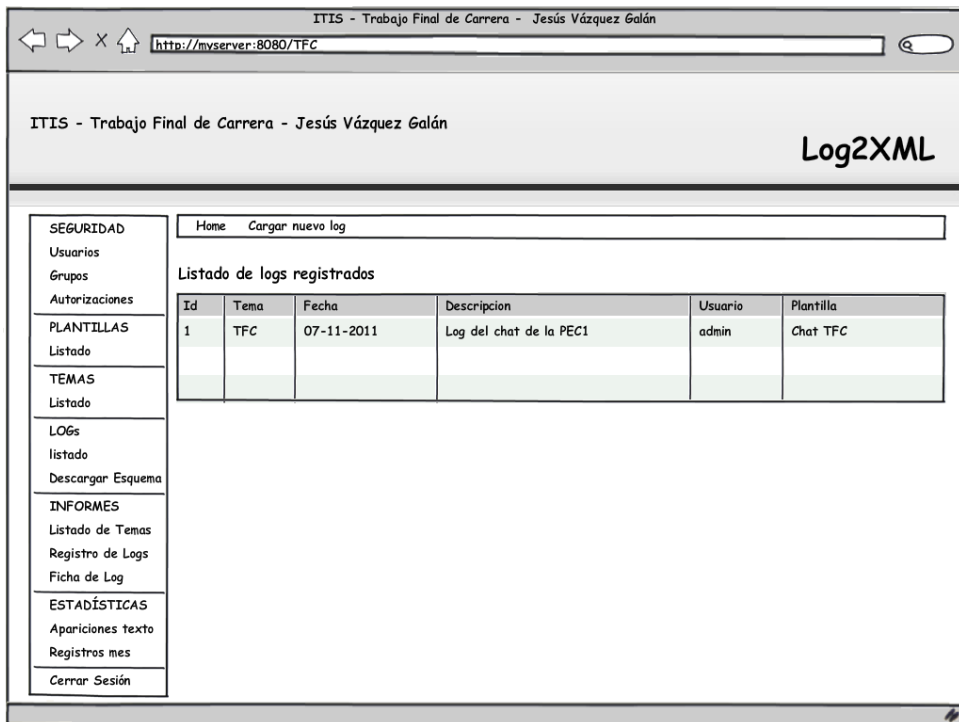 ITIS - Trabajo Final de Carrera - Jesús Vázquez Galán
http://myserver:8080/TFC
ITIS - Trabajo Final de Carrera - Jesús Vázquez Galán
Log2XML
SEGURIDAD
Usuarios
Grupos
Autorizaciones
PLANTILLAS
Listado
TEMAS
Listado
LOGs
listado
Descargar Esquema
INFORMES
Listado de Temas
Registro de Logs
Ficha de Log
ESTADÍSTICAS
Apariciones texto
Registros mes
Cerrar Sesión
Home Cargar nuevo log
Listado de logs registrados
Id Tema Fecha Descripcion Usuario Plantilla
1 TFC 07-11-2011 Log del chat de la PEC1 admin Chat TFC